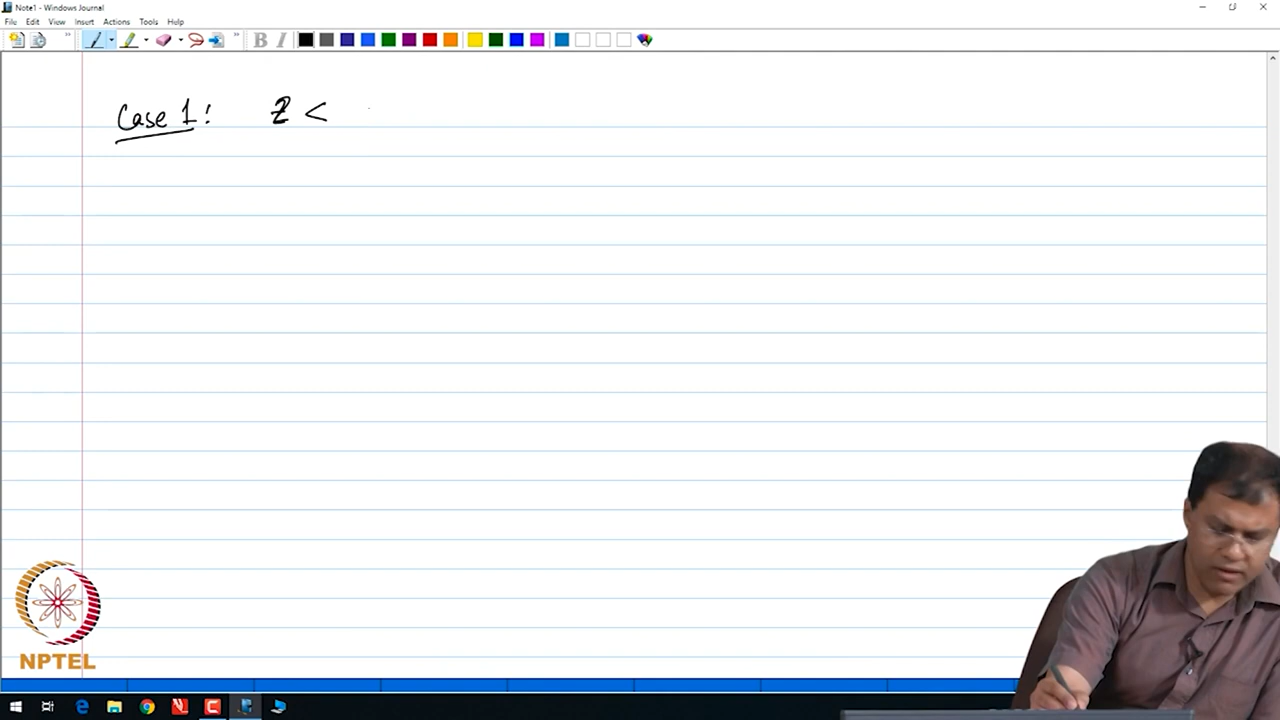 Note1 - Windows Journal
File Edit View Insert Actions Tools Help
B I
Case 1: Z <
NPTEL